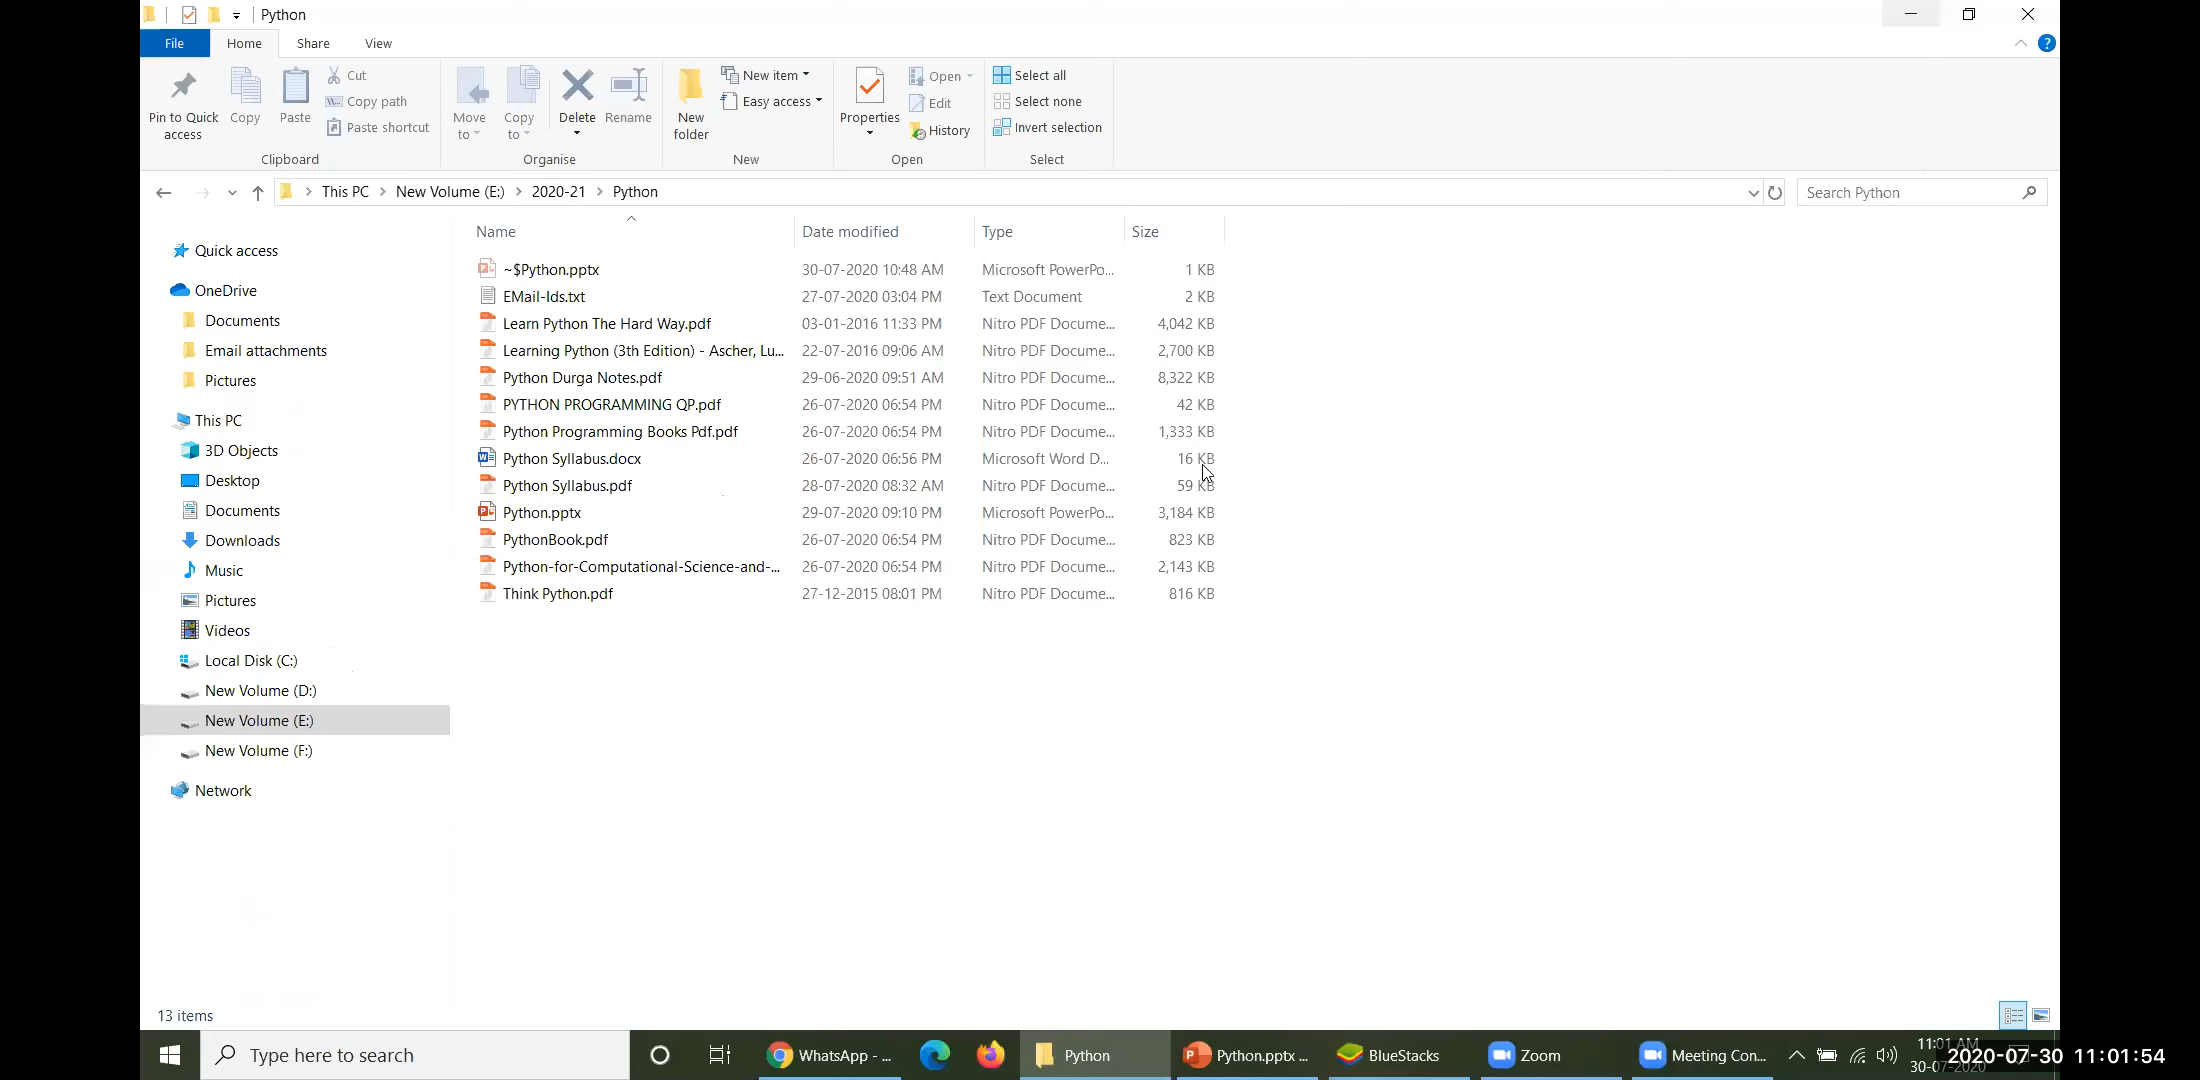 Python
File Home Share View
Pin to Quick access
Copy
Paste
Cut
Copy path
Paste shortcut
Clipboard
Move to
Copy to
Delete
Rename
Organise
New folder
New item
Easy access
New
Properties
Open
Edit
History
Open
Select all
Select none
Invert selection
Select
This PC > New Volume (E:) > 2020-21 > Python
Search Python
Name Date modified Type Size
~$Python.pptx 30-07-2020 10:48 AM Microsoft PowerPo... 1 KB
EMail-Ids.txt 27-07-2020 03:04 PM Text Document 2 KB
Learn Python The Hard Way.pdf 03-01-2016 11:33 PM Nitro PDF Docume... 4,042 KB
Learning Python (3th Edition) - Ascher, Lu... 22-07-2016 09:06 AM Nitro PDF Docume... 2,700 KB
Python Durga Notes.pdf 29-06-2020 09:51 AM Nitro PDF Docume... 8,322 KB
PYTHON PROGRAMMING QP.pdf 26-07-2020 06:54 PM Nitro PDF Docume... 42 KB
Python Programming Books Pdf.pdf 26-07-2020 06:54 PM Nitro PDF Docume... 1,333 KB
Python Syllabus.docx 26-07-2020 06:56 PM Microsoft Word D... 16 KB
Python Syllabus.pdf 28-07-2020 08:32 AM Nitro PDF Docume... 59 KB
Python.pptx 29-07-2020 09:10 PM Microsoft PowerPo... 3,184 KB
PythonBook.pdf 26-07-2020 06:54 PM Nitro PDF Docume... 823 KB
Python-for-Computational-Science-and-... 26-07-2020 06:54 PM Nitro PDF Docume... 2,143 KB
Think Python.pdf 27-12-2015 08:01 PM Nitro PDF Docume... 816 KB
Quick access
OneDrive
Documents
Email attachments
Pictures
This PC
3D Objects
Desktop
Documents
Downloads
Music
Pictures
Videos
Local Disk (C:)
New Volume (D:)
New Volume (E:)
New Volume (F:)
Network
13 items
Type here to search
WhatsApp - ...
Python
Python.pptx ...
BlueStacks
Zoom
Meeting Con...
11:01 AM
30-07-2020
2020-07-30 11:01:54